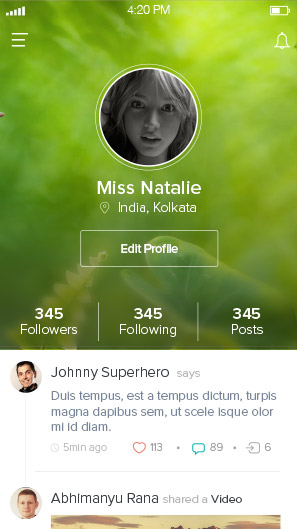 4:20 PM
Miss Natalie
India, Kolkata
Edit Profile
345 345 345
Followers Following Posts
Johnny Superhero says
Duis tempus, est a tempus dictum, turpis
magna dapibus sem, ut scele isque olor
mi id diam.
5min ago 113 • 89 • 6
Abhimanyu Rana shared a Video